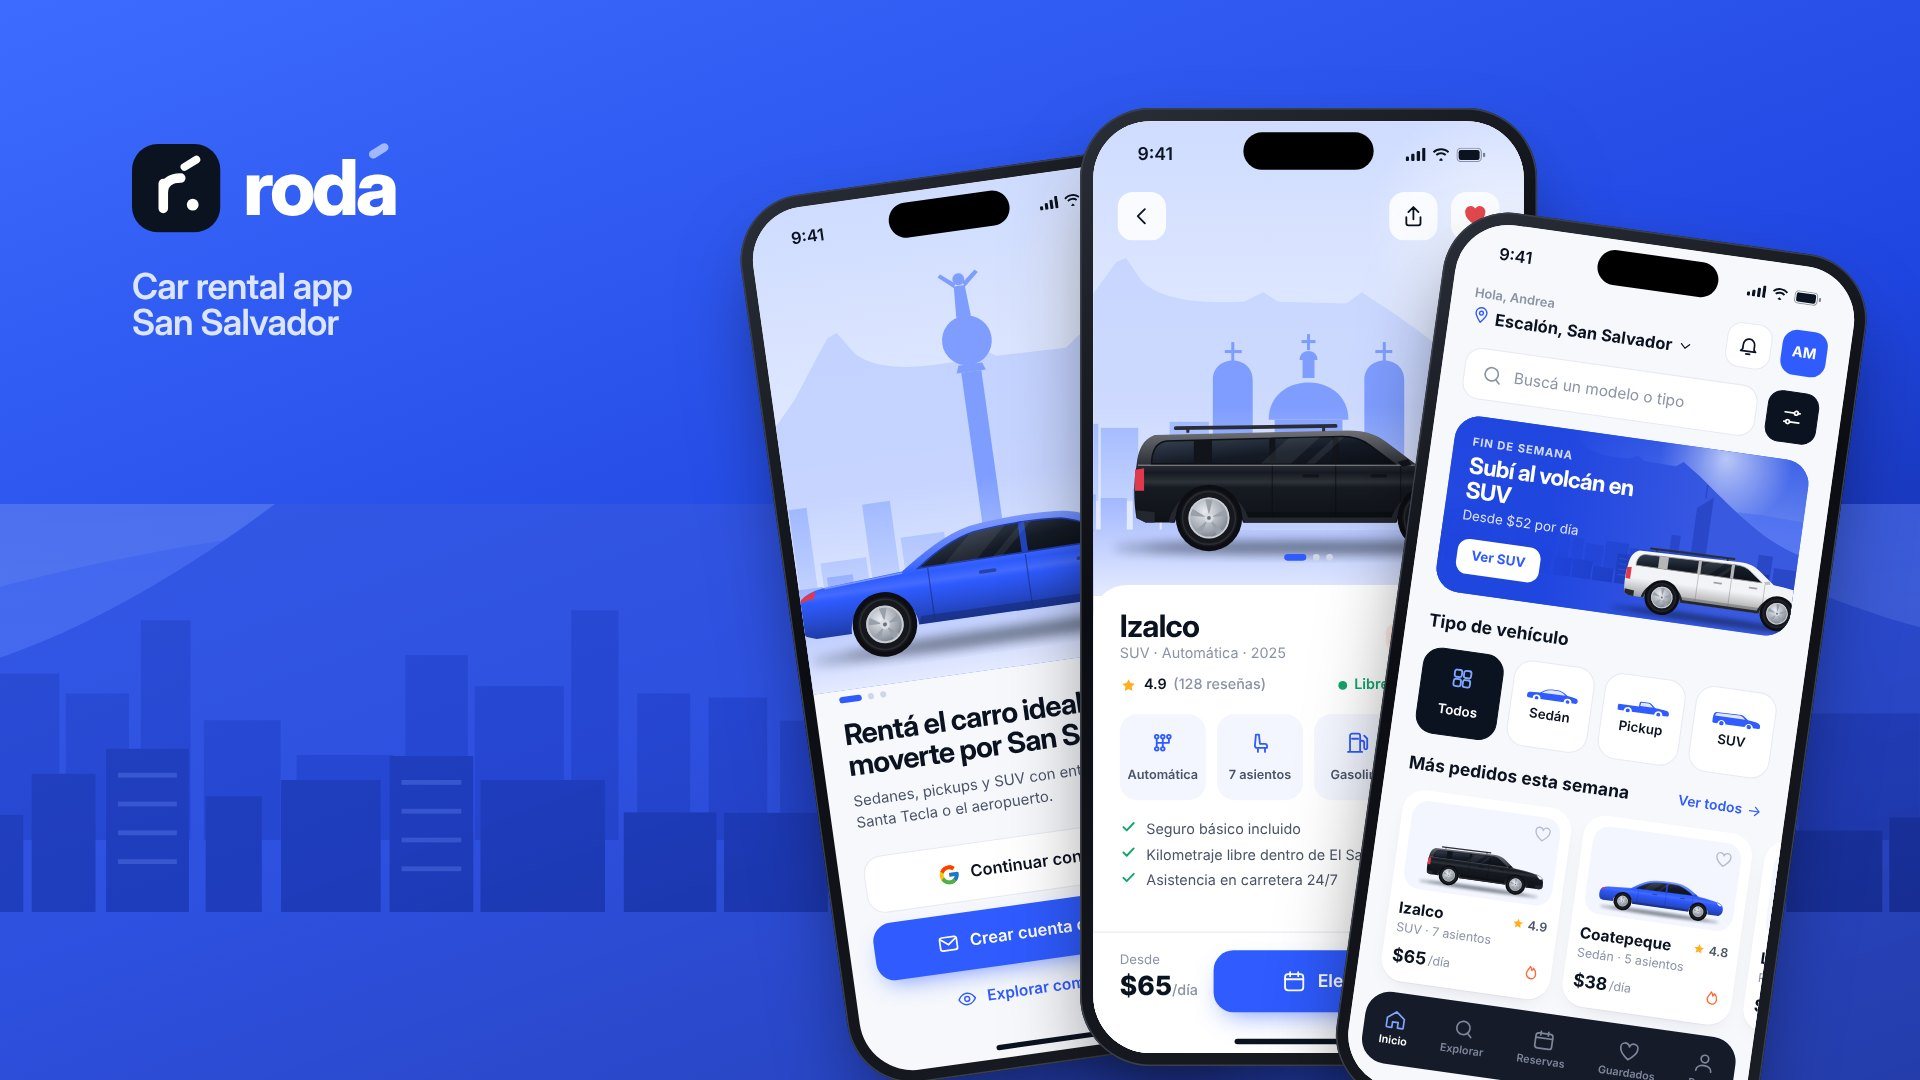 rodá
Car rental app
San Salvador
9:41
Rentá el carro ideal
moverte por San S
Sedanes, pickups y SUV con ent
Santa Tecla o el aeropuerto.
Continuar con
Crear cuenta
Explorar com
9:41
Izalco
SUV · Automática · 2025
4.9 (128 reseñas)
Libre
Automática
7 asientos
Gasoli
Seguro básico incluido
Kilometraje libre dentro de El Sa
Asistencia en carretera 24/7
Desde
$65/día
Ele
9:41
Hola, Andrea
Escalón, San Salvador
AM
Buscá un modelo o tipo
FIN DE SEMANA
Subí al volcán en
SUV
Desde $52 por día
Ver SUV
Tipo de vehículo
Todos
Sedán
Pickup
SUV
Más pedidos esta semana
Ver todos →
Izalco
4.9
SUV · 7 asientos
$65/día
Coatepeque
4.8
Sedán · 5 asientos
$38/día
Inicio
Explorar
Reservas
Guardados